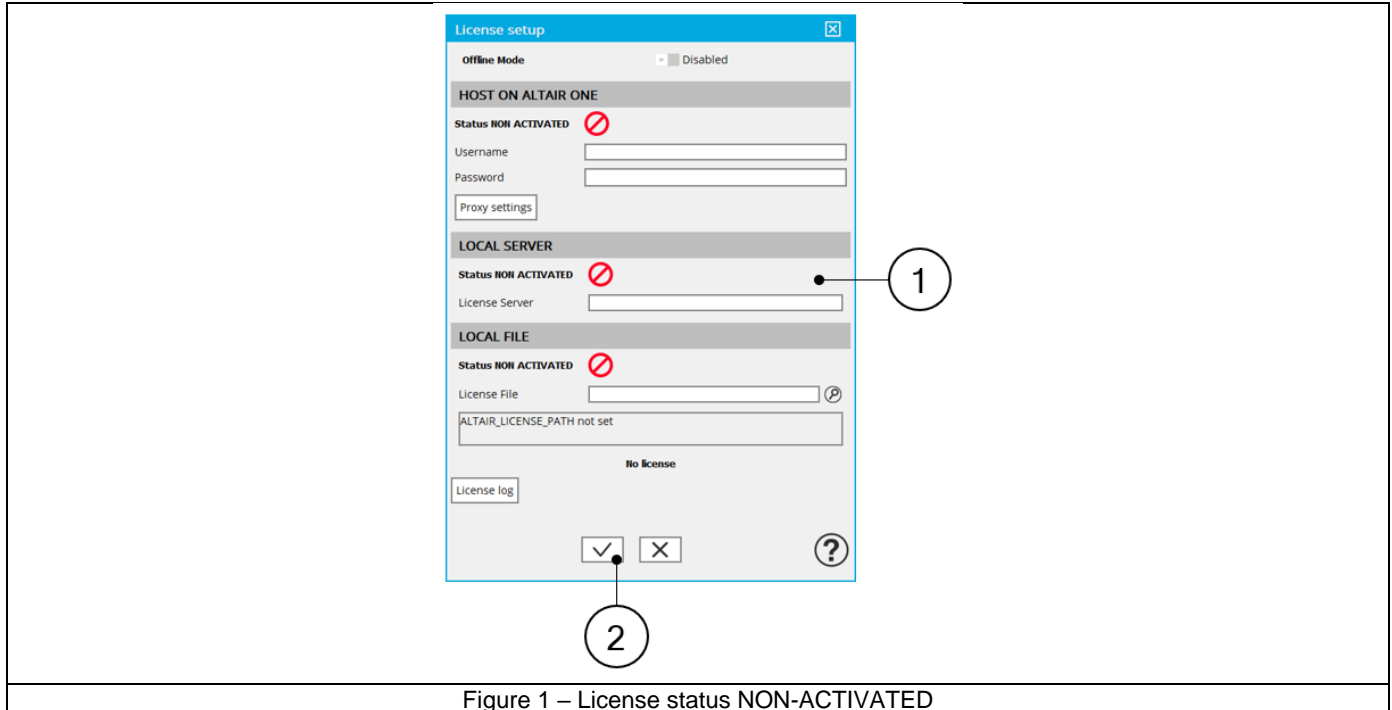 License setup
Offline Mode Disabled
HOST ON ALTAIR ONE
Status NON ACTIVATED
Username
Password
Proxy settings
LOCAL SERVER
Status NON ACTIVATED
1
License Server
LOCAL FILE
Status NON ACTIVATED
License File
ALTAIR_LICENSE_PATH not set
No license
License log
?
2
Figure 1 – License status NON-ACTIVATED